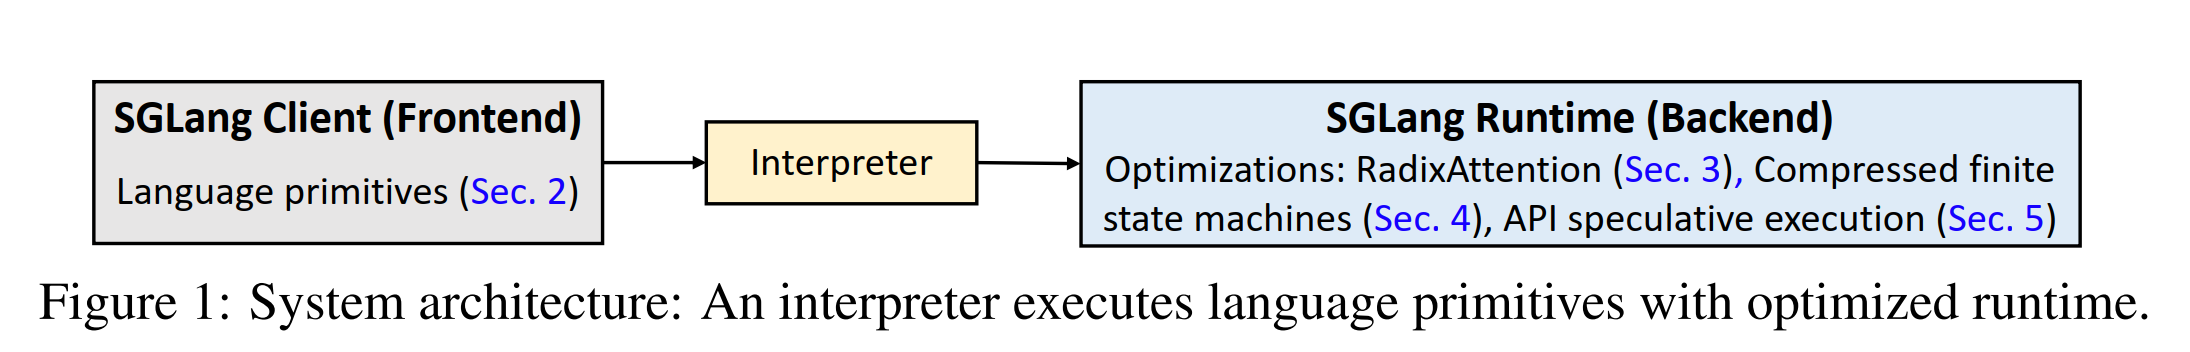 SGLang Client (Frontend)
Language primitives (Sec. 2)
Interpreter
SGLang Runtime (Backend)
Optimizations: RadixAttention (Sec. 3), Compressed finite
state machines (Sec. 4), API speculative execution (Sec. 5)
Figure 1: System architecture: An interpreter executes language primitives with optimized runtime.